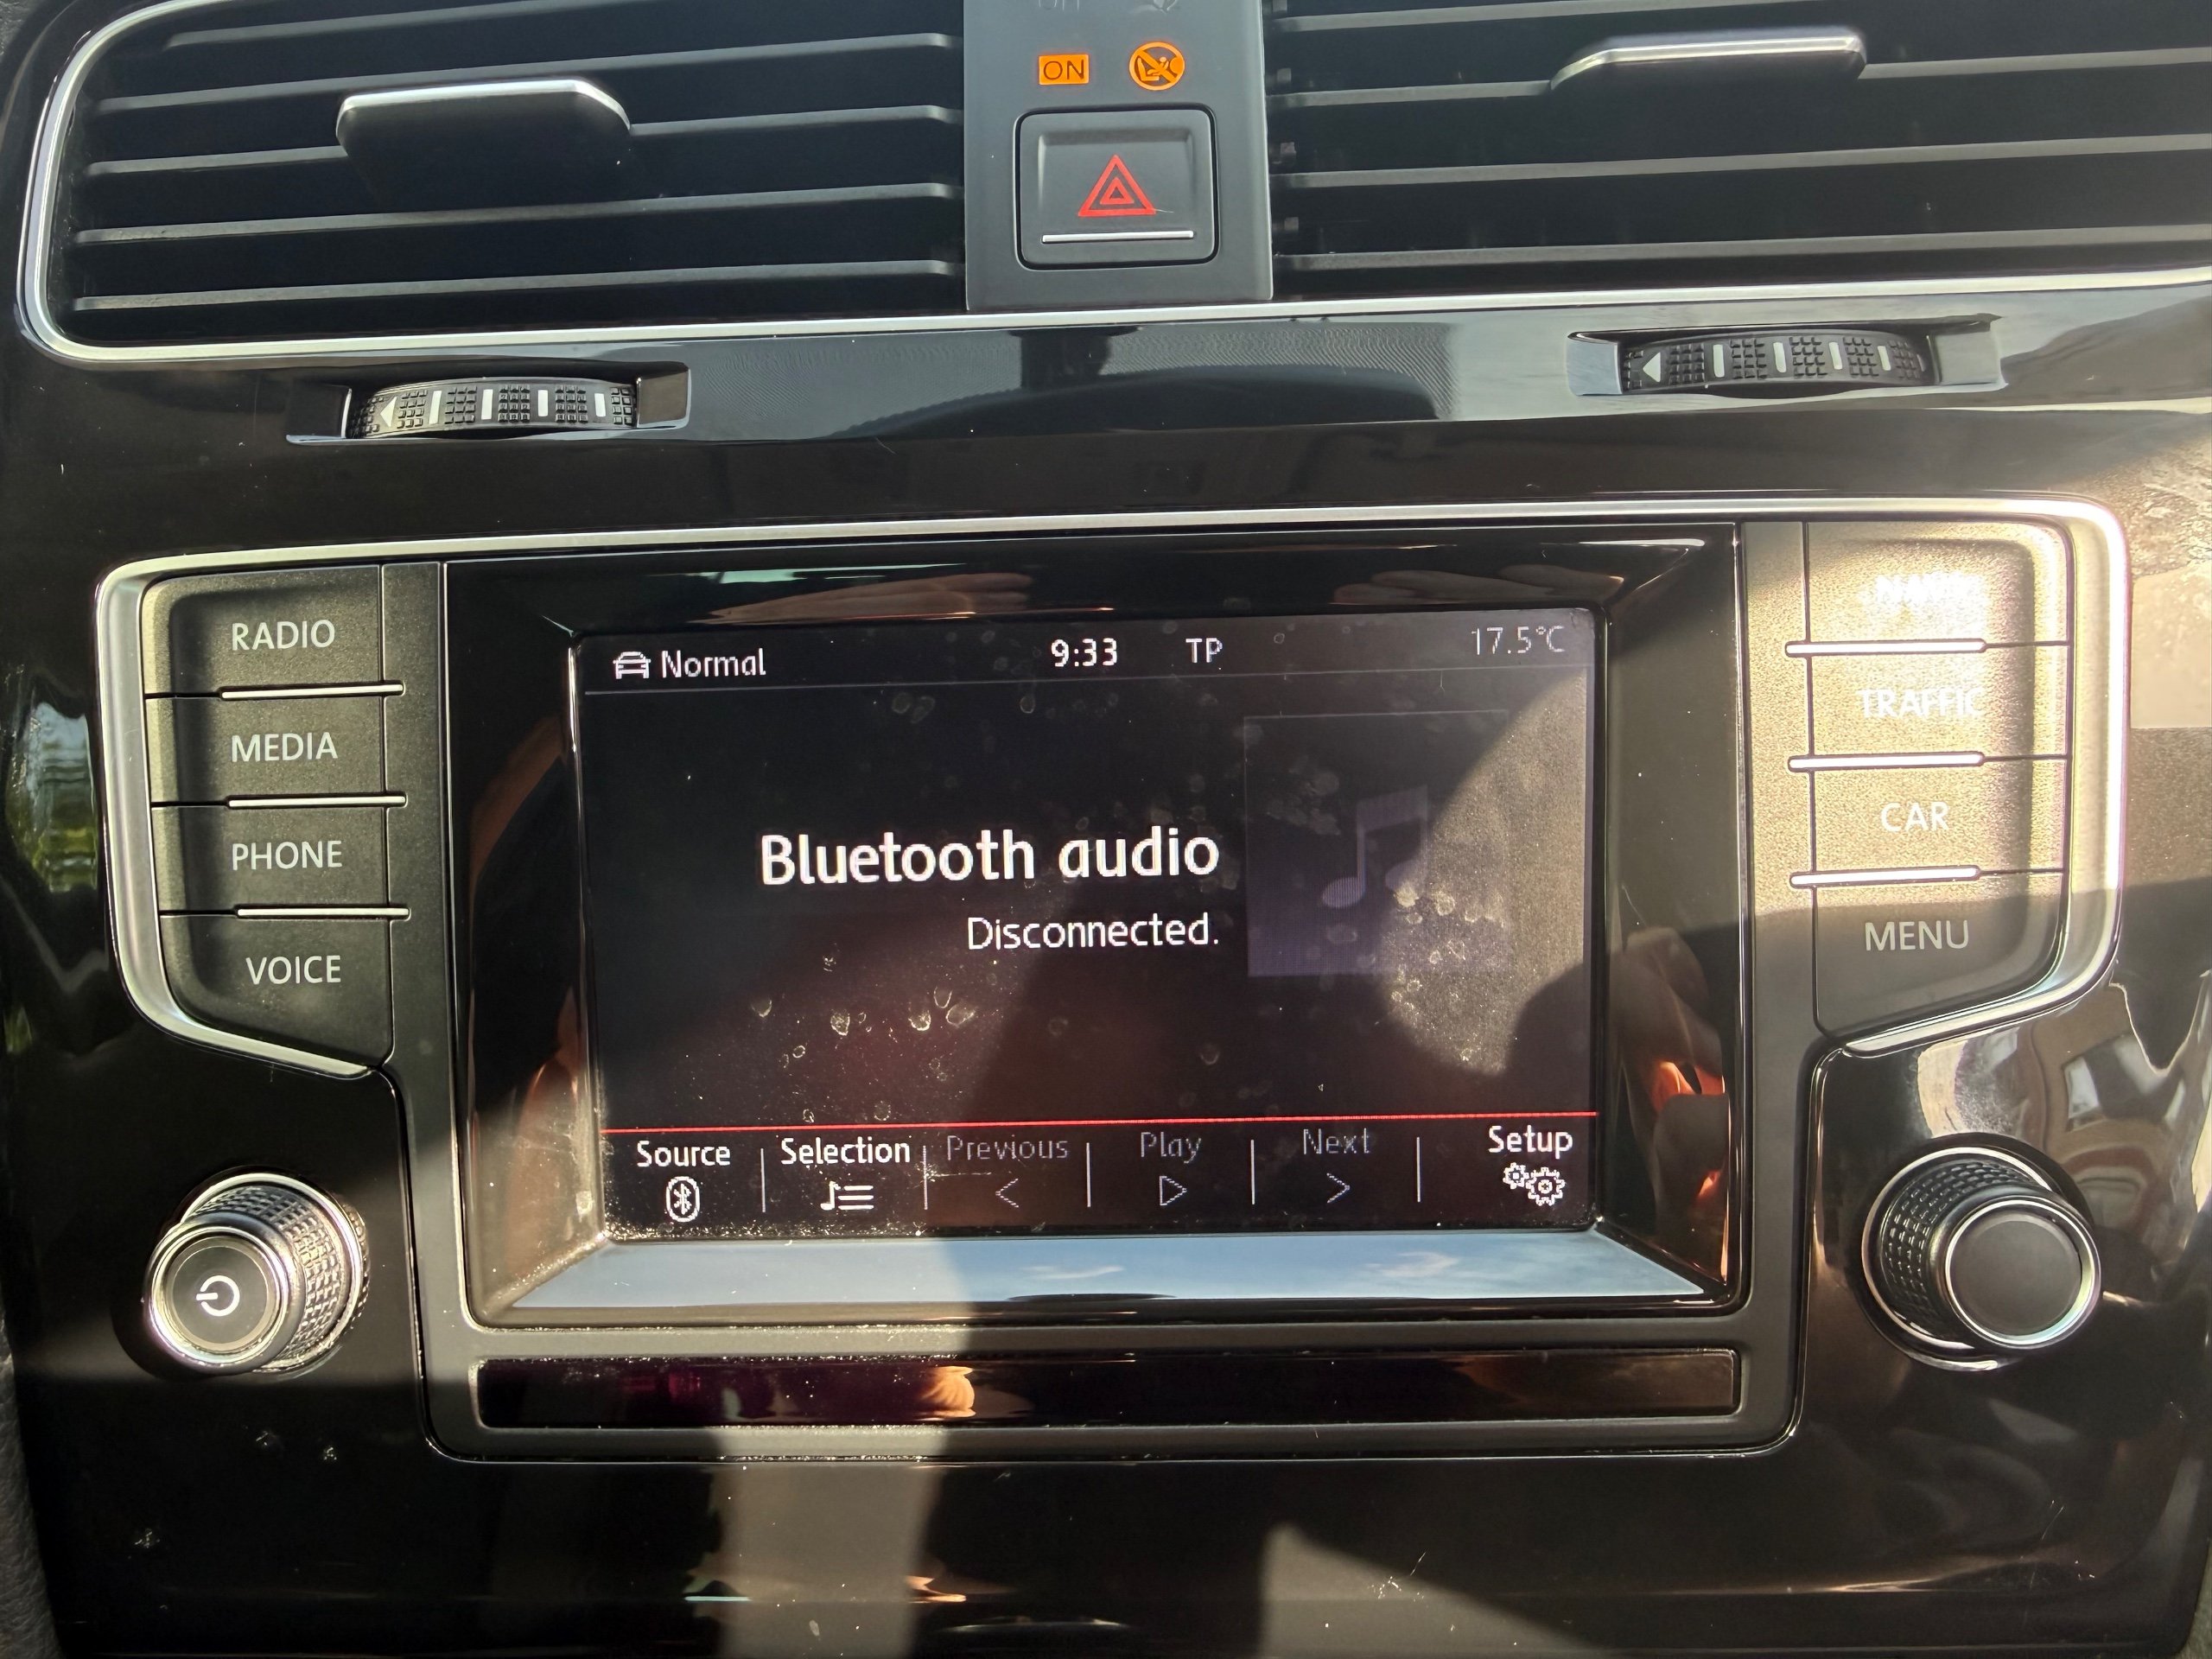 ON
RADIO
MEDIA
PHONE
VOICE
Normal 9:33 TP 17.5°C
Bluetooth audio
Disconnected.
Source Selection Previous Play Next Setup
TRAFFIC
CAR
MENU